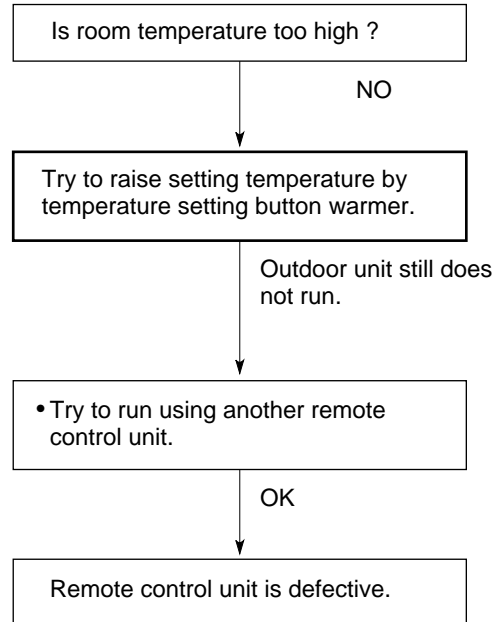 Is room temperature too high ?
NO
Try to raise setting temperature by
temperature setting button warmer.
Outdoor unit still does
not run.
• Try to run using another remote
control unit.
OK
Remote control unit is defective.